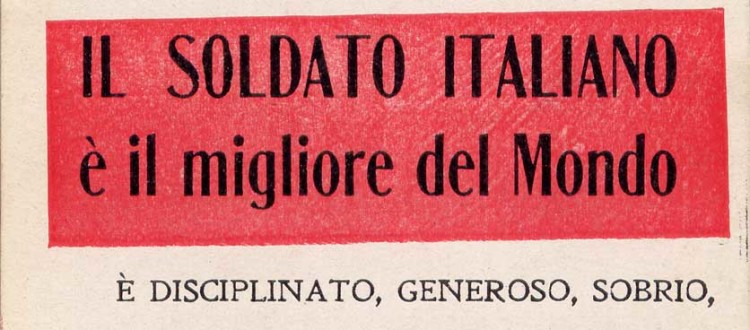 IL SOLDATO ITALIANO
è il migliore del Mondo
È DISCIPLINATO, GENEROSO, SOBRIO,